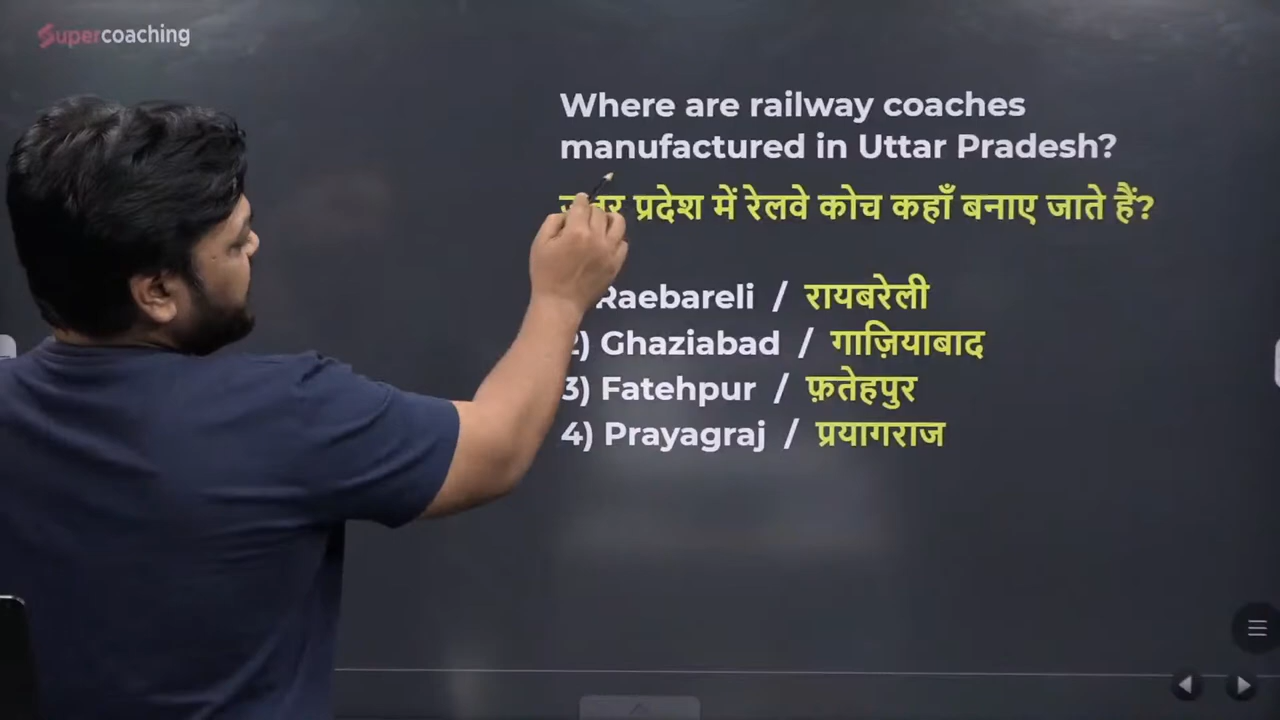 Supercoaching
Where are railway coaches
manufactured in Uttar Pradesh?
प्रदेश में रेलवे कोच कहाँ बनाए जाते हैं?
Raebareli / रायबरेली
2) Ghaziabad / गाज़ियाबाद
3) Fatehpur / फ़तेहपुर
4) Prayagraj / प्रयागराज